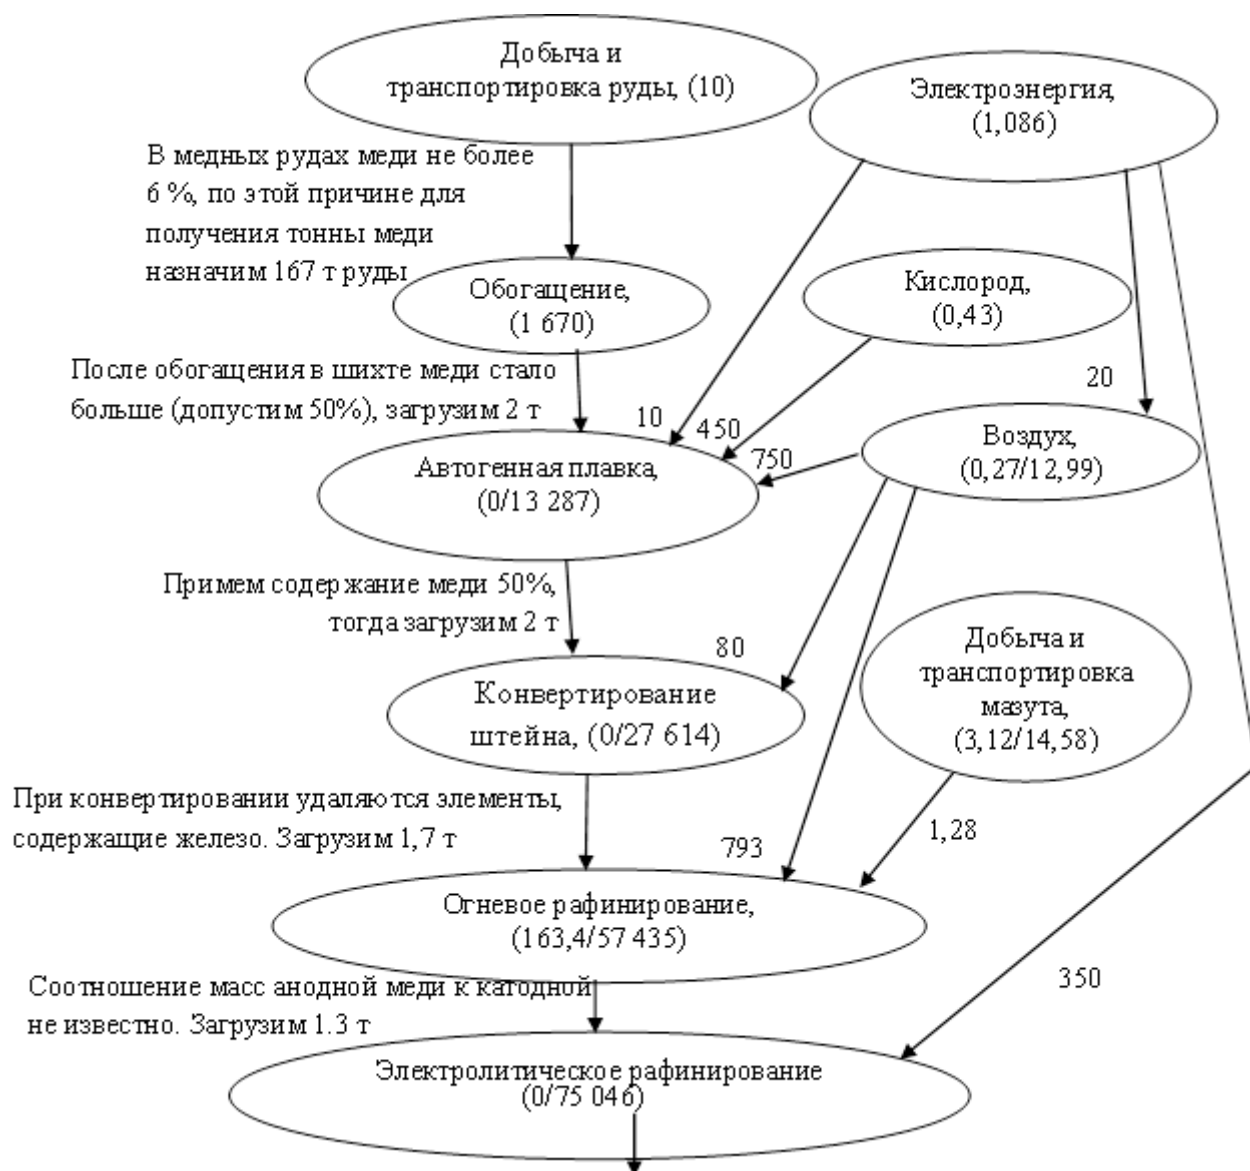 Добыча и
транспортировка руды, (10)
Электроэнергия,
(1,086)
В медных рудах меди не более
6 %, по этой причине для
получения тонны меди
назначим 167 т руды
Обогащение,
(1 670)
Кислород,
(0,43)
После обогащения в шихте меди стало
больше (допустим 50%), загрузим 2 т
20
10
450
750
Воздух,
(0,27/12,99)
Автогенная плавка,
(0/13 287)
Примем содержание меди 50%,
тогда загрузим 2 т
80
Добыча и
транспортировка
мазута,
(3,12/14,58)
Конвертирование
штейна, (0/27 614)
При конвертировании удаляются элементы,
содержащие железо. Загрузим 1,7 т
793
1,28
Огневое рафинирование,
(163,4/57 435)
Соотношение масс анодной меди к катодной
не известно. Загрузим 1.3 т
350
Электролитическое рафинирование
(0/75 046)